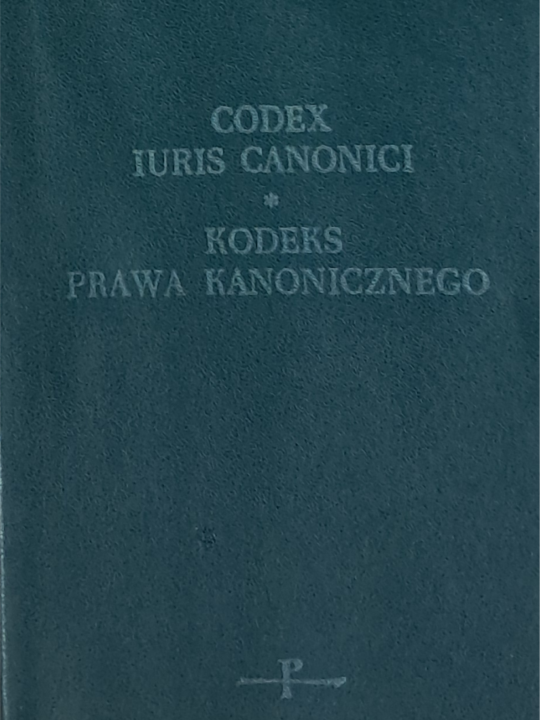 CODEX
IURIS CANONICI
*
KODEKS
PRAWA KANONICZNEGO
P